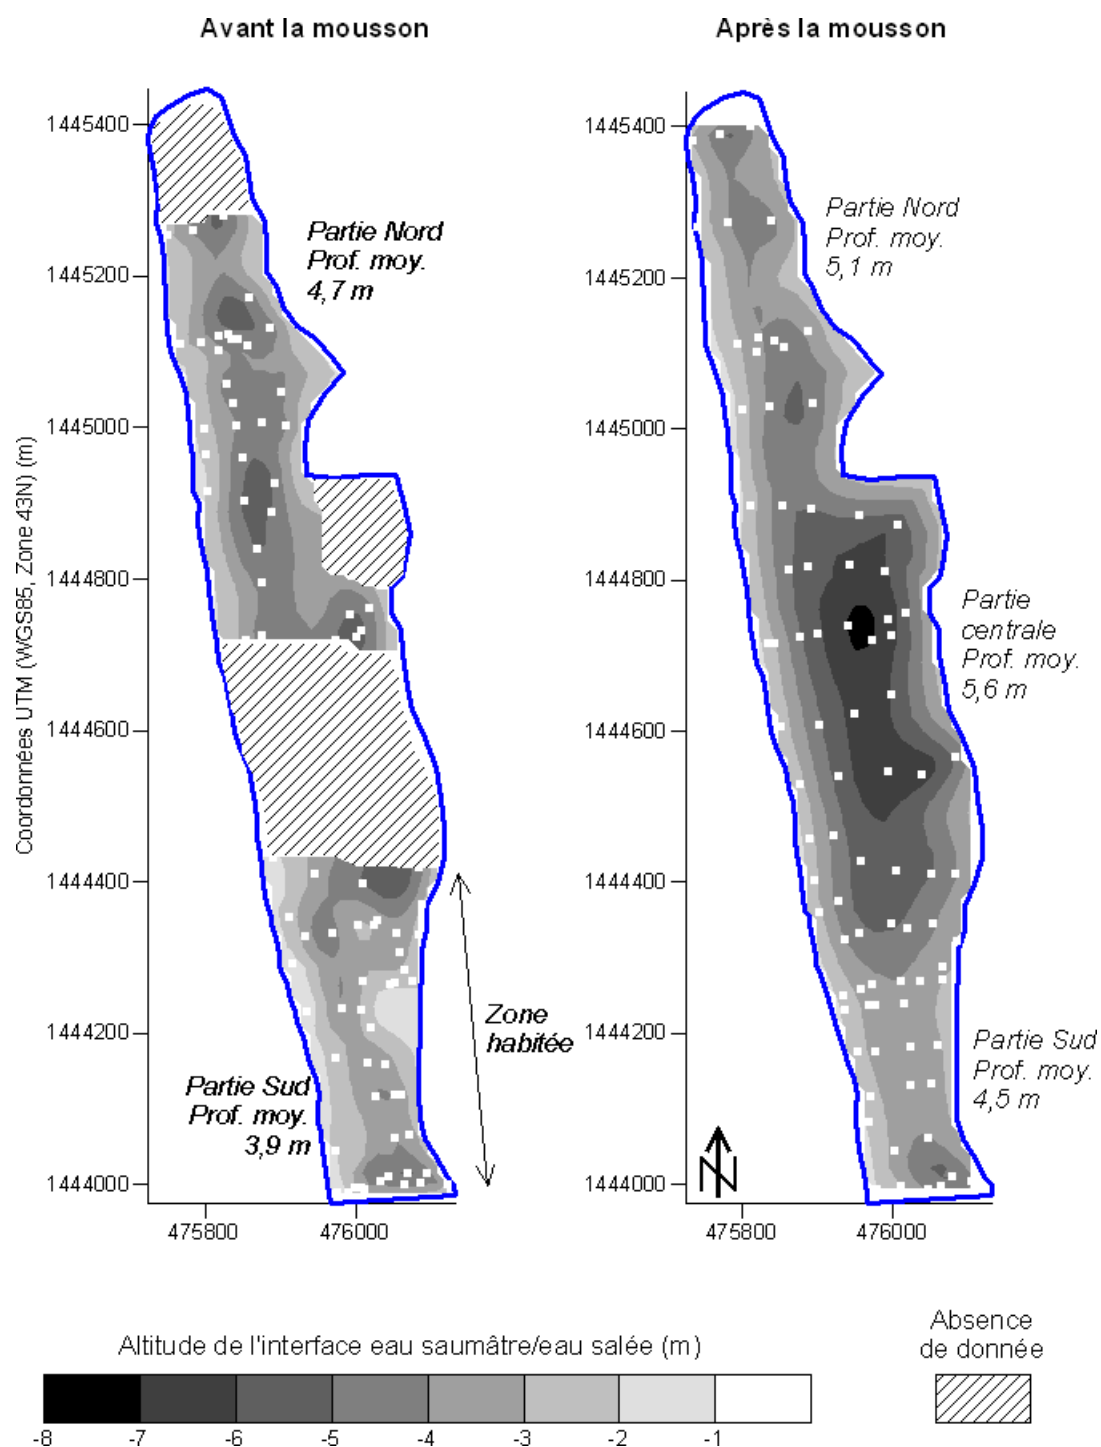 Avant la mousson
Après la mousson
Coordonnées UTM (WGS85, Zone 43N) (m)
1445400
1445200
1445000
1444800
1444600
1444400
1444200
1444000
475800
476000
Partie Nord
Prof. moy.
4,7 m
Zone
habitée
Partie Sud
Prof. moy.
3,9 m
1445400
1445200
1445000
1444800
1444600
1444400
1444200
1444000
475800
476000
Partie Nord
Prof. moy.
5,1 m
Partie
centrale
Prof. moy.
5,6 m
Partie Sud
Prof. moy.
4,5 m
N
Altitude de l'interface eau saumâtre/eau salée (m)
-8 -7 -6 -5 -4 -3 -2 -1
Absence
de donnée